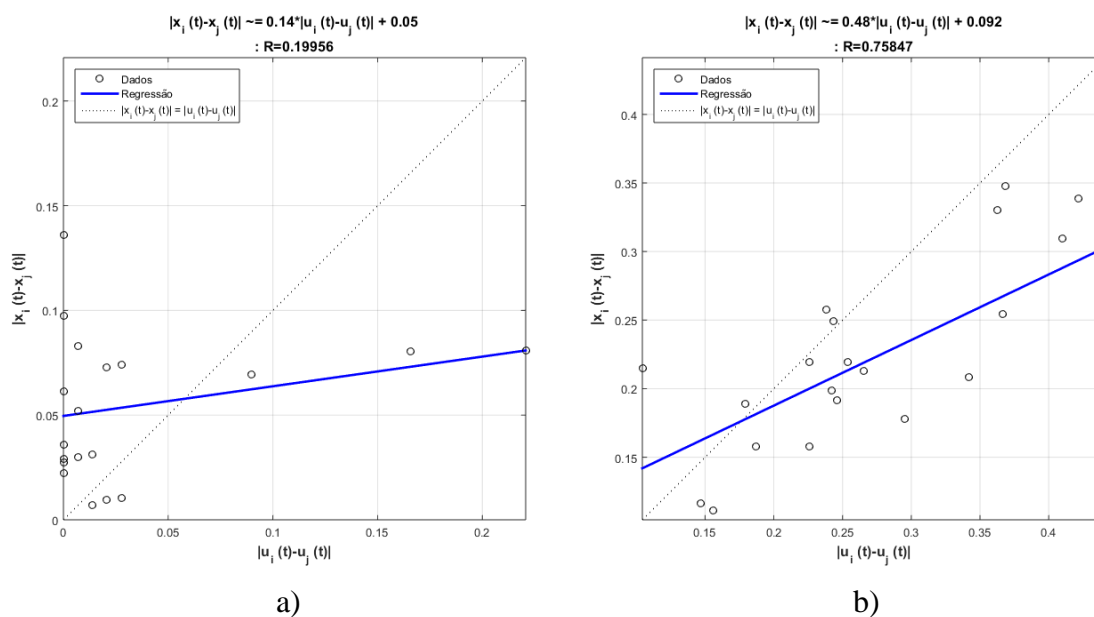 |x_i (t)-x_j (t)| ~= 0.14*|u_i (t)-u_j (t)| + 0.05
: R=0.19956
Dados
Regressão
|x_i (t)-x_j (t)| = |u_i (t)-u_j (t)|
0.2
0.15
0.1
0.05
0
|x_i (t)-x_j (t)|
0
0.05
0.1
0.15
0.2
|u_i (t)-u_j (t)|
a)
|x_i (t)-x_j (t)| ~= 0.48*|u_i (t)-u_j (t)| + 0.092
: R=0.75847
Dados
Regressão
|x_i (t)-x_j (t)| = |u_i (t)-u_j (t)|
0.4
0.35
0.3
0.25
0.2
0.15
|x_i (t)-x_j (t)|
0.15
0.2
0.25
0.3
0.35
0.4
|u_i (t)-u_j (t)|
b)